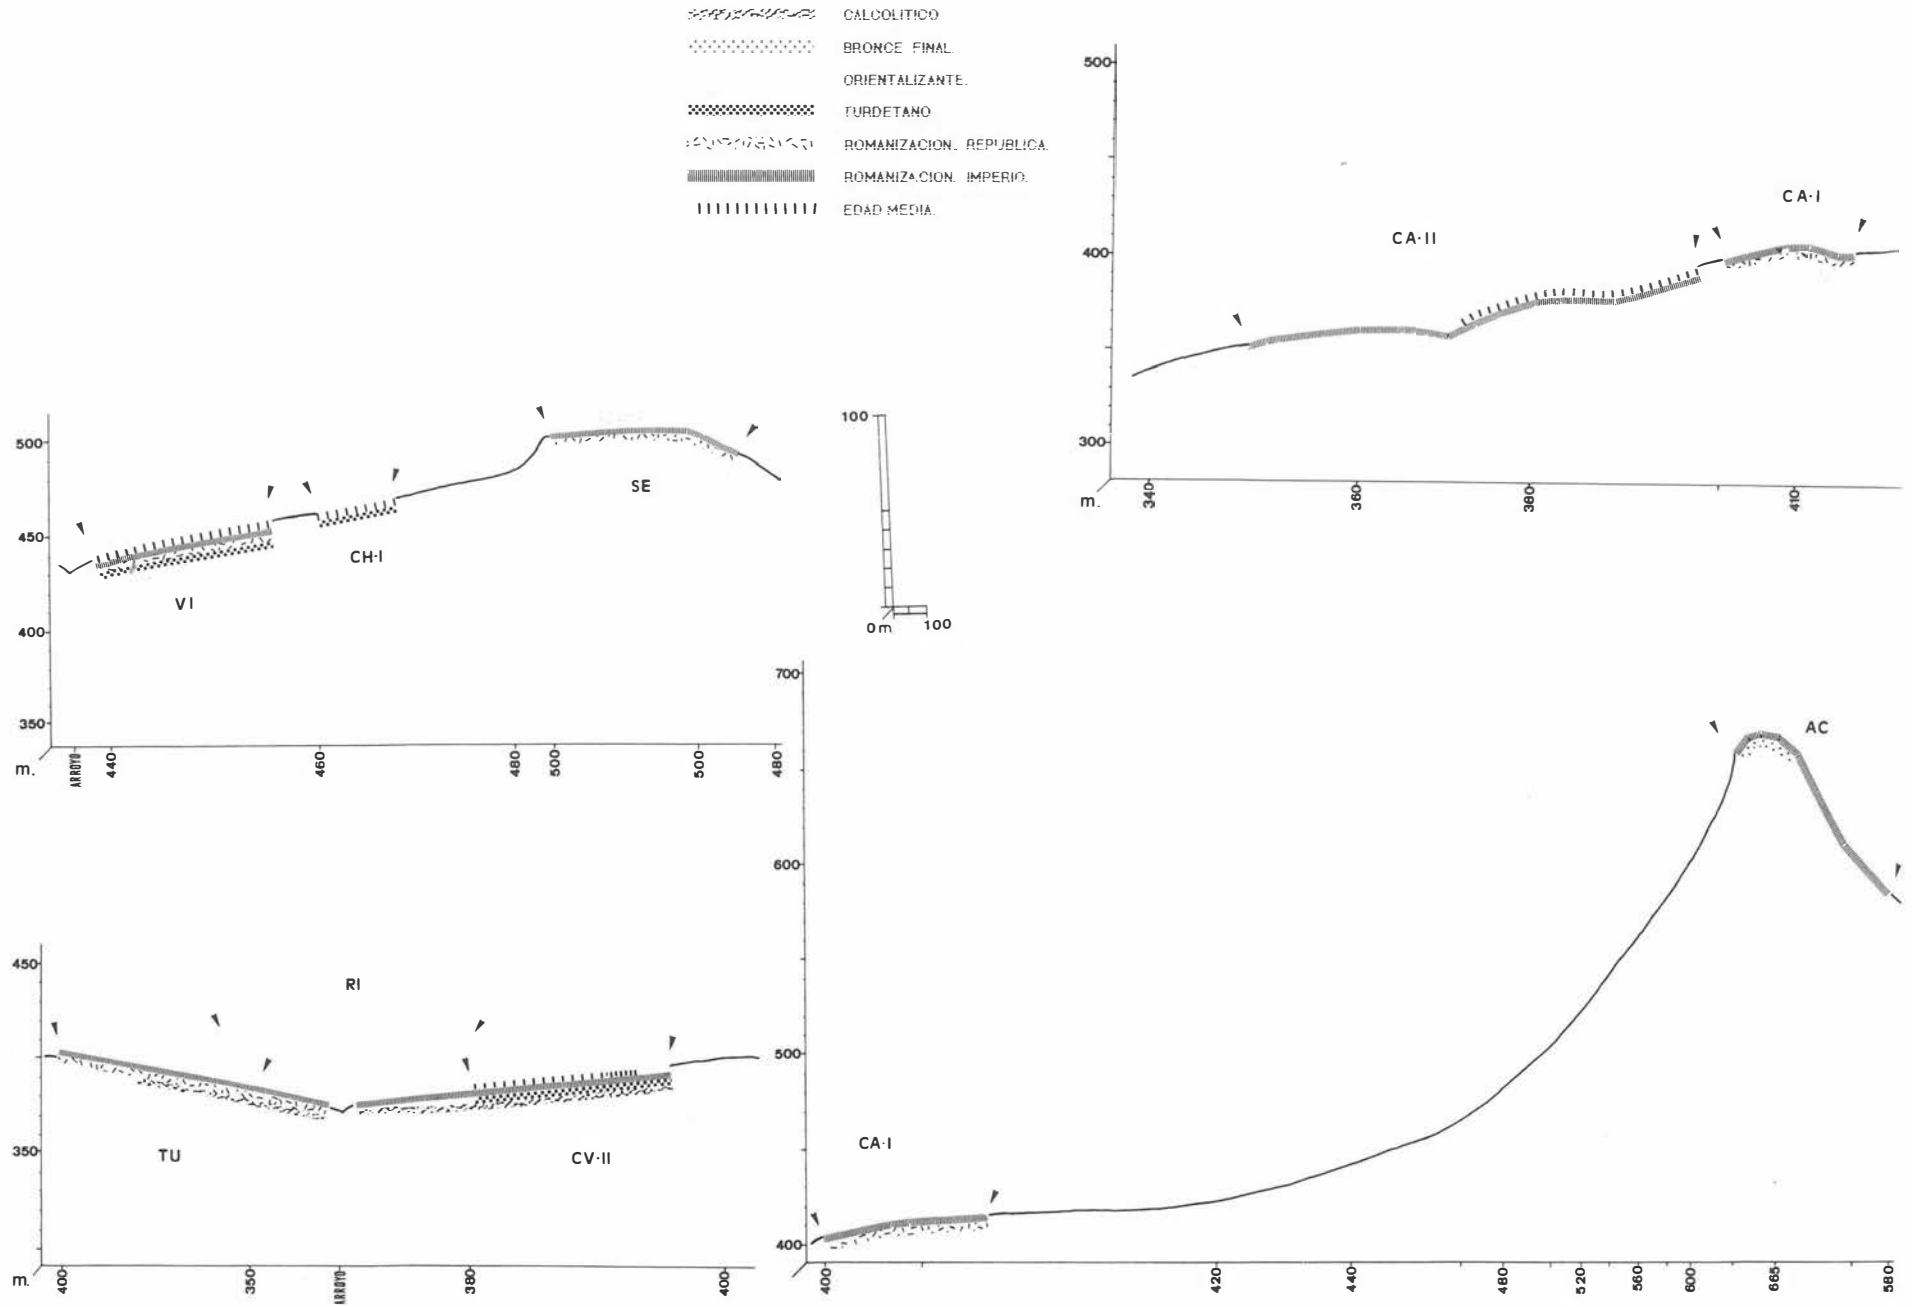 CALCOLITICO
BRONCE FINAL.
ORIENTALIZANTE.
TURDETANO
ROMANIZACION. REPUBLICA.
ROMANIZACION. IMPERIO.
EDAD MEDIA.
500
400
300
m.
340
360
380
410
CA-II
CA-I
500
450
400
350
m.
ARROYO
440
460
480
500
500
480
VI
CH-I
SE
100
0 m
100
450
350
m.
400
350
ARROYO
380
400
RI
TU
CV-II
700
600
500
400
400
420
440
480
520
560
600
665
580
CA-I
AC